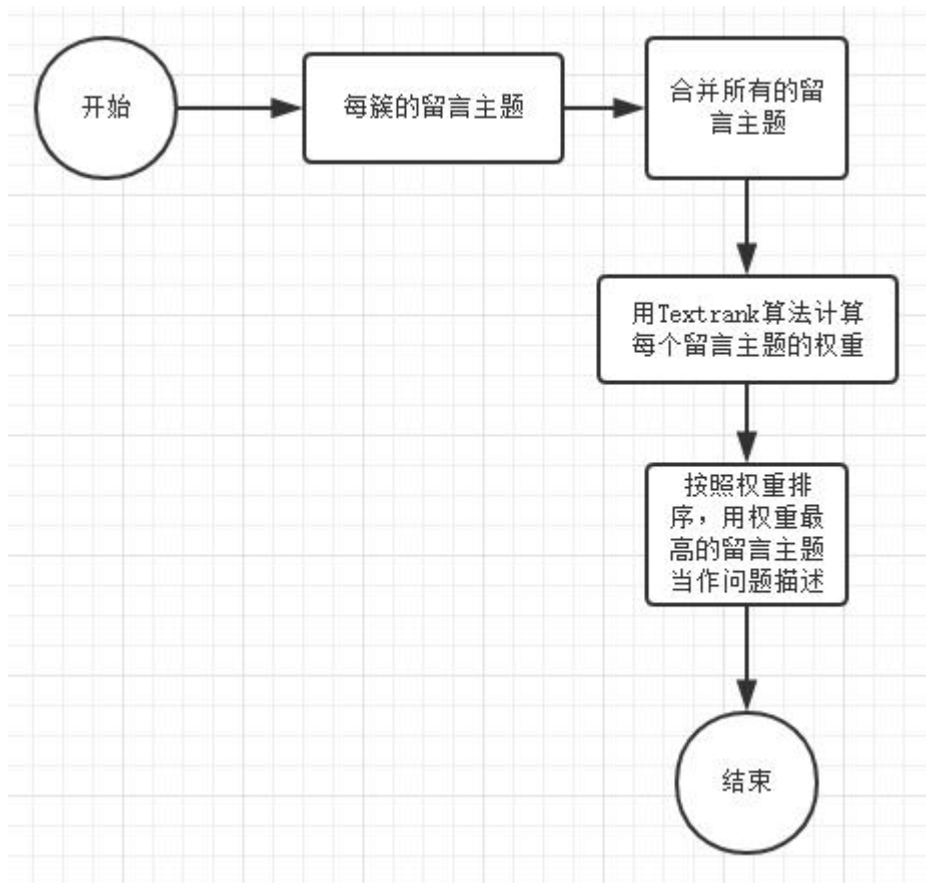 开始
每簇的留言主题
合并所有的留
言主题
用Textrank算法计算
每个留言主题的权重
按照权重排
序，用权重最
高的留言主题
当作问题描述
结束